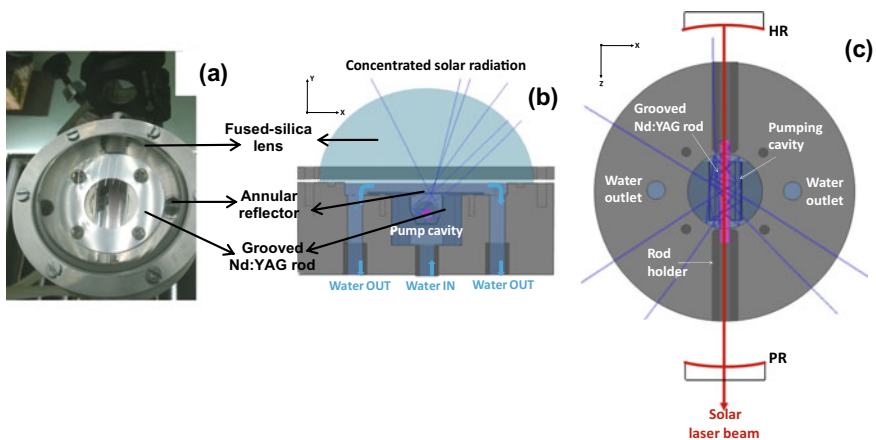 (a)
Fused-silica
lens
Annular
reflector
Grooved
Nd:YAG rod
Concentrated solar radiation
(b)
Y
X
Pump cavity
Water OUT
Water IN
Water OUT
HR
(c)
X
Z
Grooved
Nd:YAG rod
Pumping
cavity
Water
outlet
Water
outlet
Rod
holder
PR
Solar
laser beam